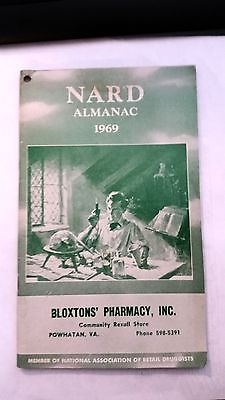 NARD
ALMANAC
1969
BLOXTONS' PHARMACY, INC.
Community Rexall Store
POWHATAN, VA. Phone 598-5391
MEMBER OF NATIONAL ASSOCIATION OF RETAIL DRUGGISTS